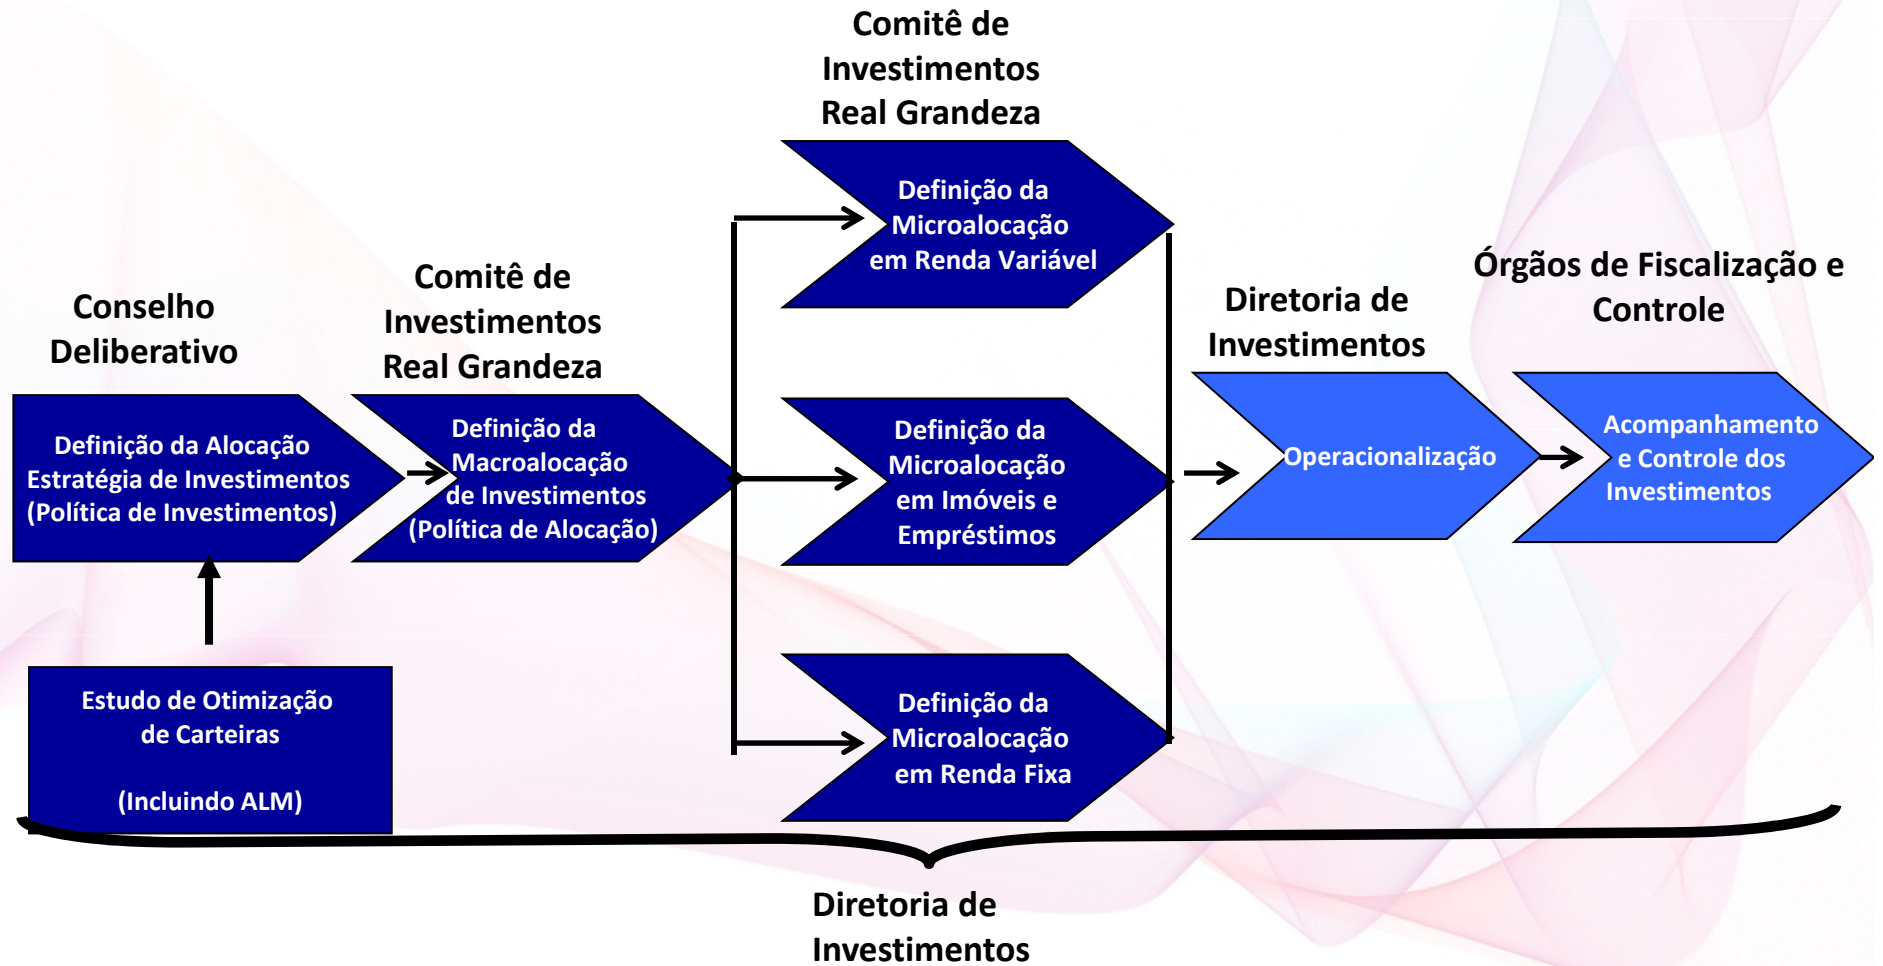 Conselho
Deliberativo
Definição da Alocação
Estratégia de Investimentos
(Política de Investimentos)
Estudo de Otimização
de Carteiras
(Incluindo ALM)
Comitê de
Investimentos
Real Grandeza
Definição da
Macroalocação
de Investimentos
(Política de Alocação)
Comitê de
Investimentos
Real Grandeza
Definição da
Microalocação
em Renda Variável
Definição da
Microalocação
em Imóveis e
Empréstimos
Definição da
Microalocação
em Renda Fixa
Diretoria de
Investimentos
Operacionalização
Órgãos de Fiscalização e
Controle
Acompanhamento
e Controle dos
Investimentos
Diretoria de
Investimentos